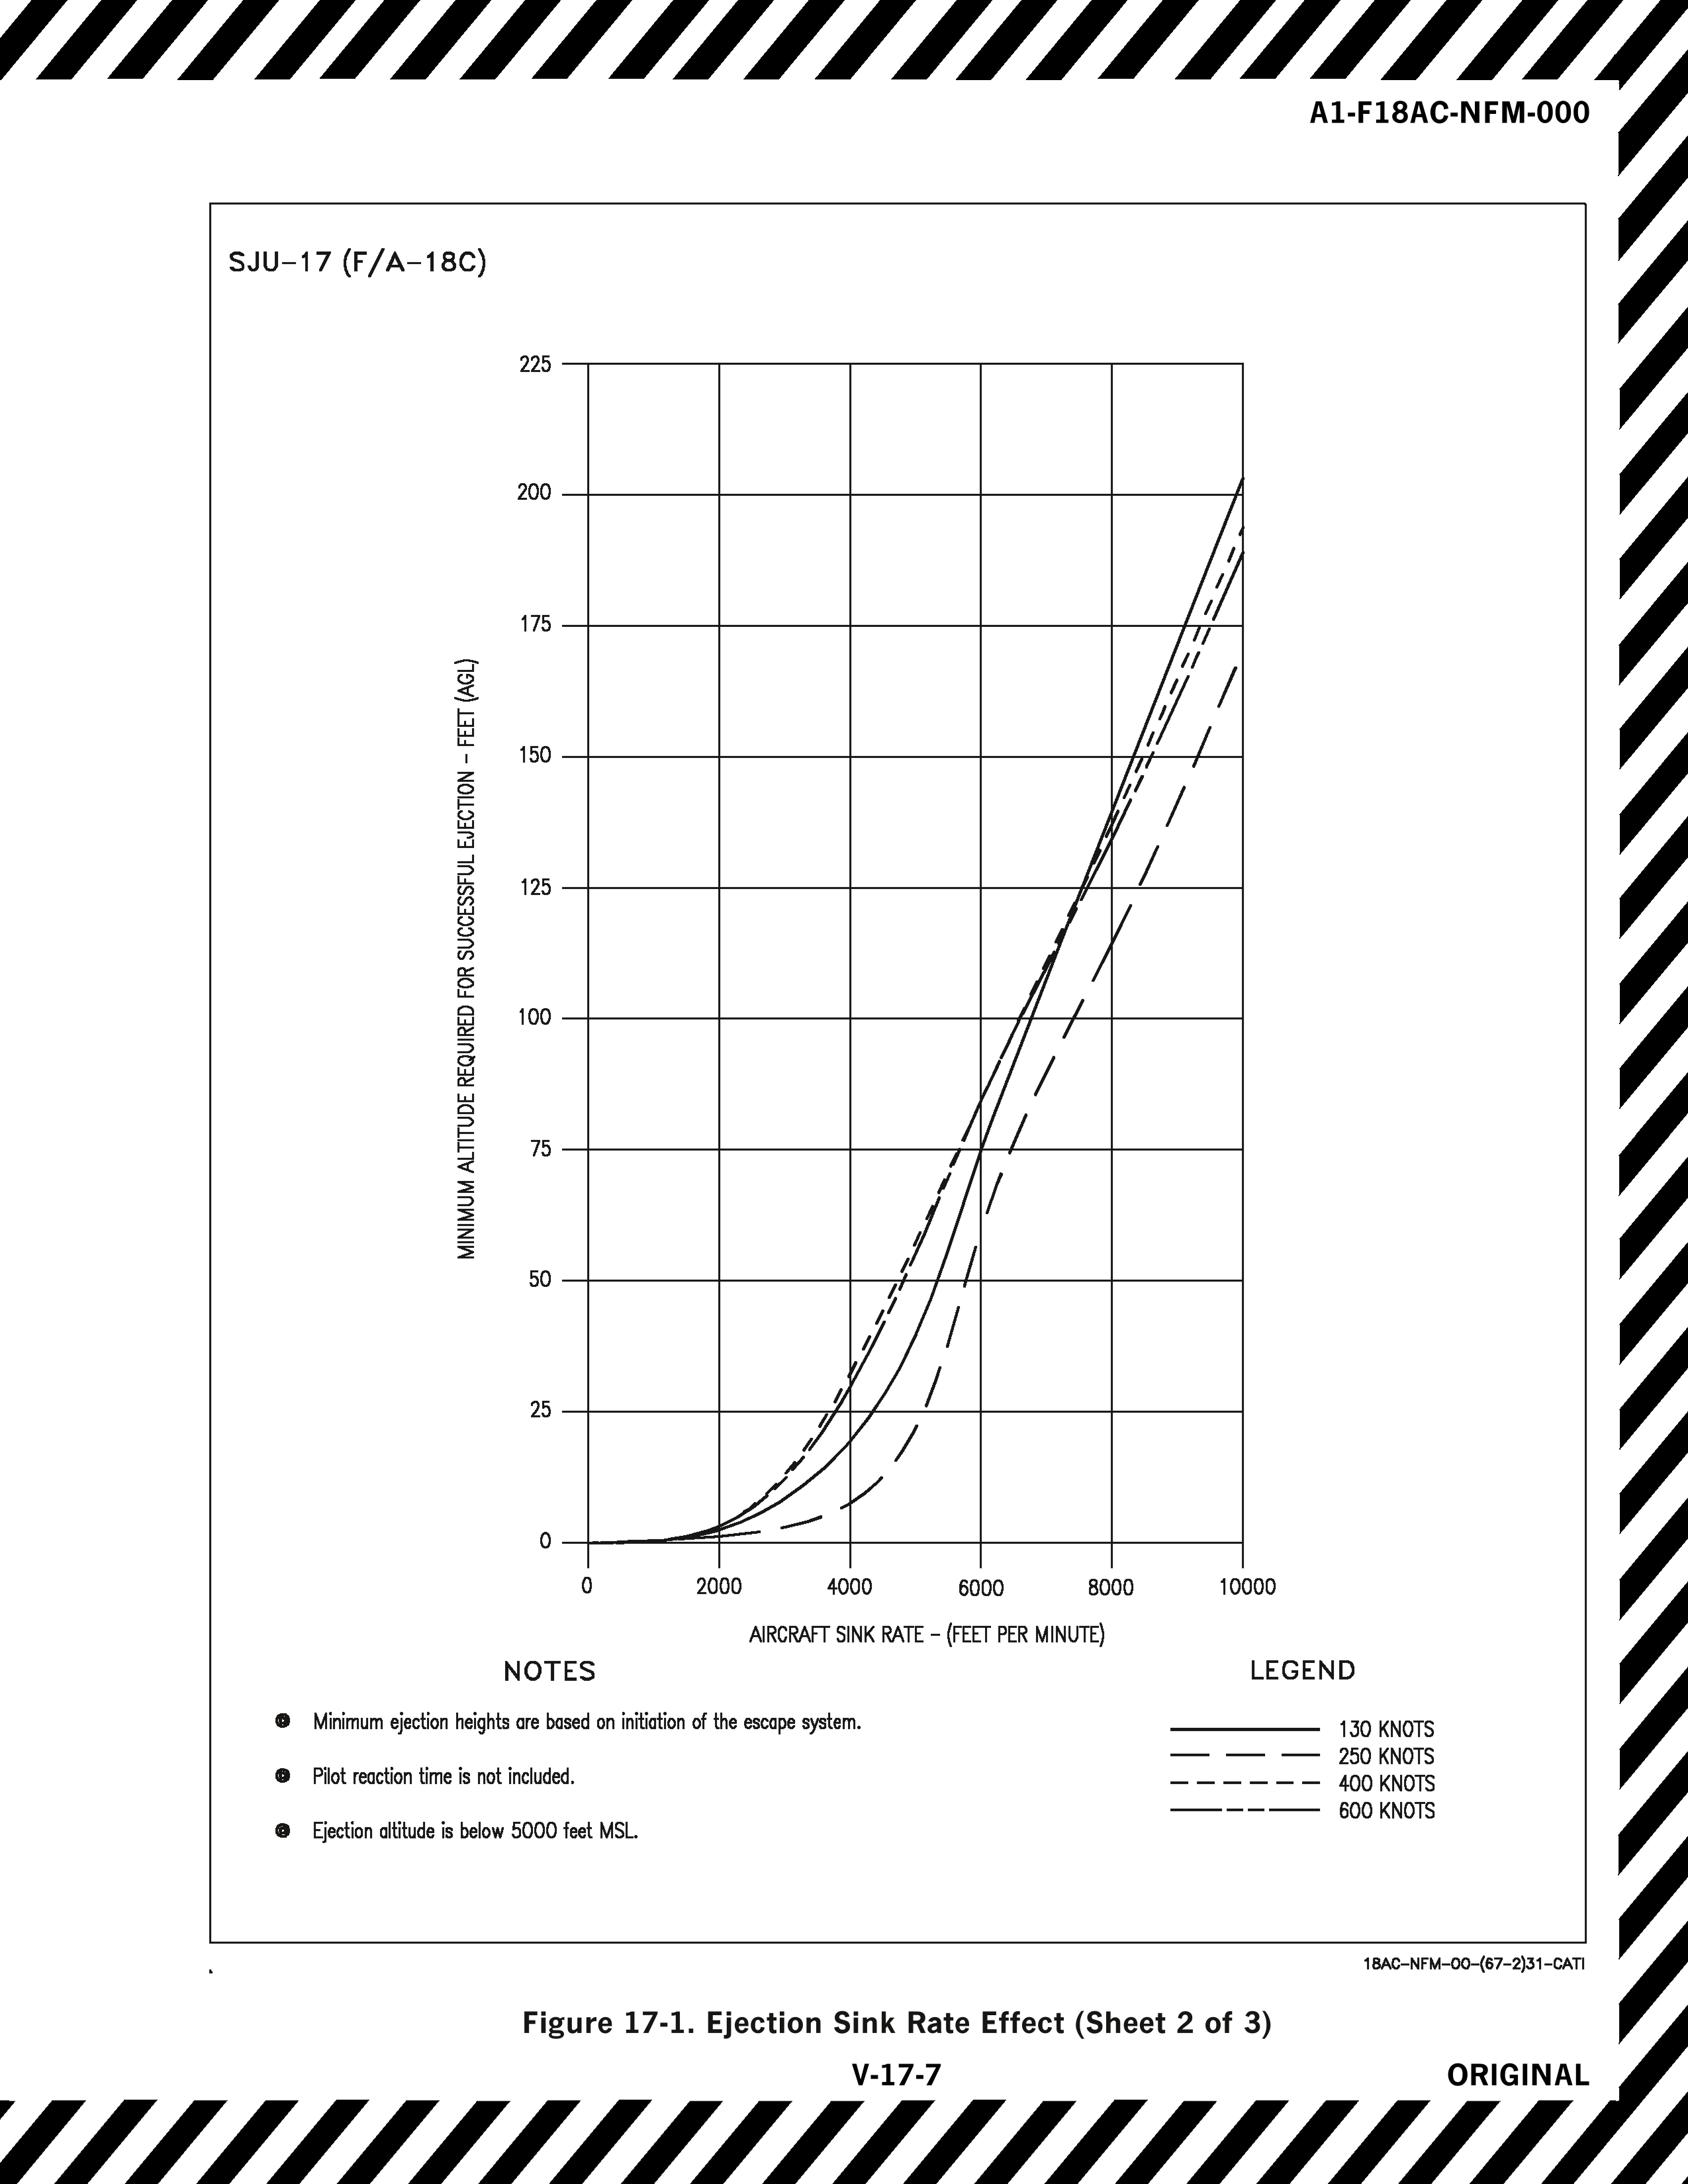 A1-F18AC-NFM-000
SJU-17 (F/A-18C)
225
200
175
150
125
100
75
50
25
0
MINIMUM ALTITUDE REQUIRED FOR SUCCESSFUL EJECTION - FEET (AGL)
0 2000 4000 6000 8000 10000
AIRCRAFT SINK RATE - (FEET PER MINUTE)
NOTES
Minimum ejection heights are based on initiation of the escape system.
Pilot reaction time is not included.
Ejection altitude is below 5000 feet MSL.
LEGEND
130 KNOTS
250 KNOTS
400 KNOTS
600 KNOTS
18AC-NFM-00-(67-2)31-CATI
Figure 17-1. Ejection Sink Rate Effect (Sheet 2 of 3)
V-17-7
ORIGINAL